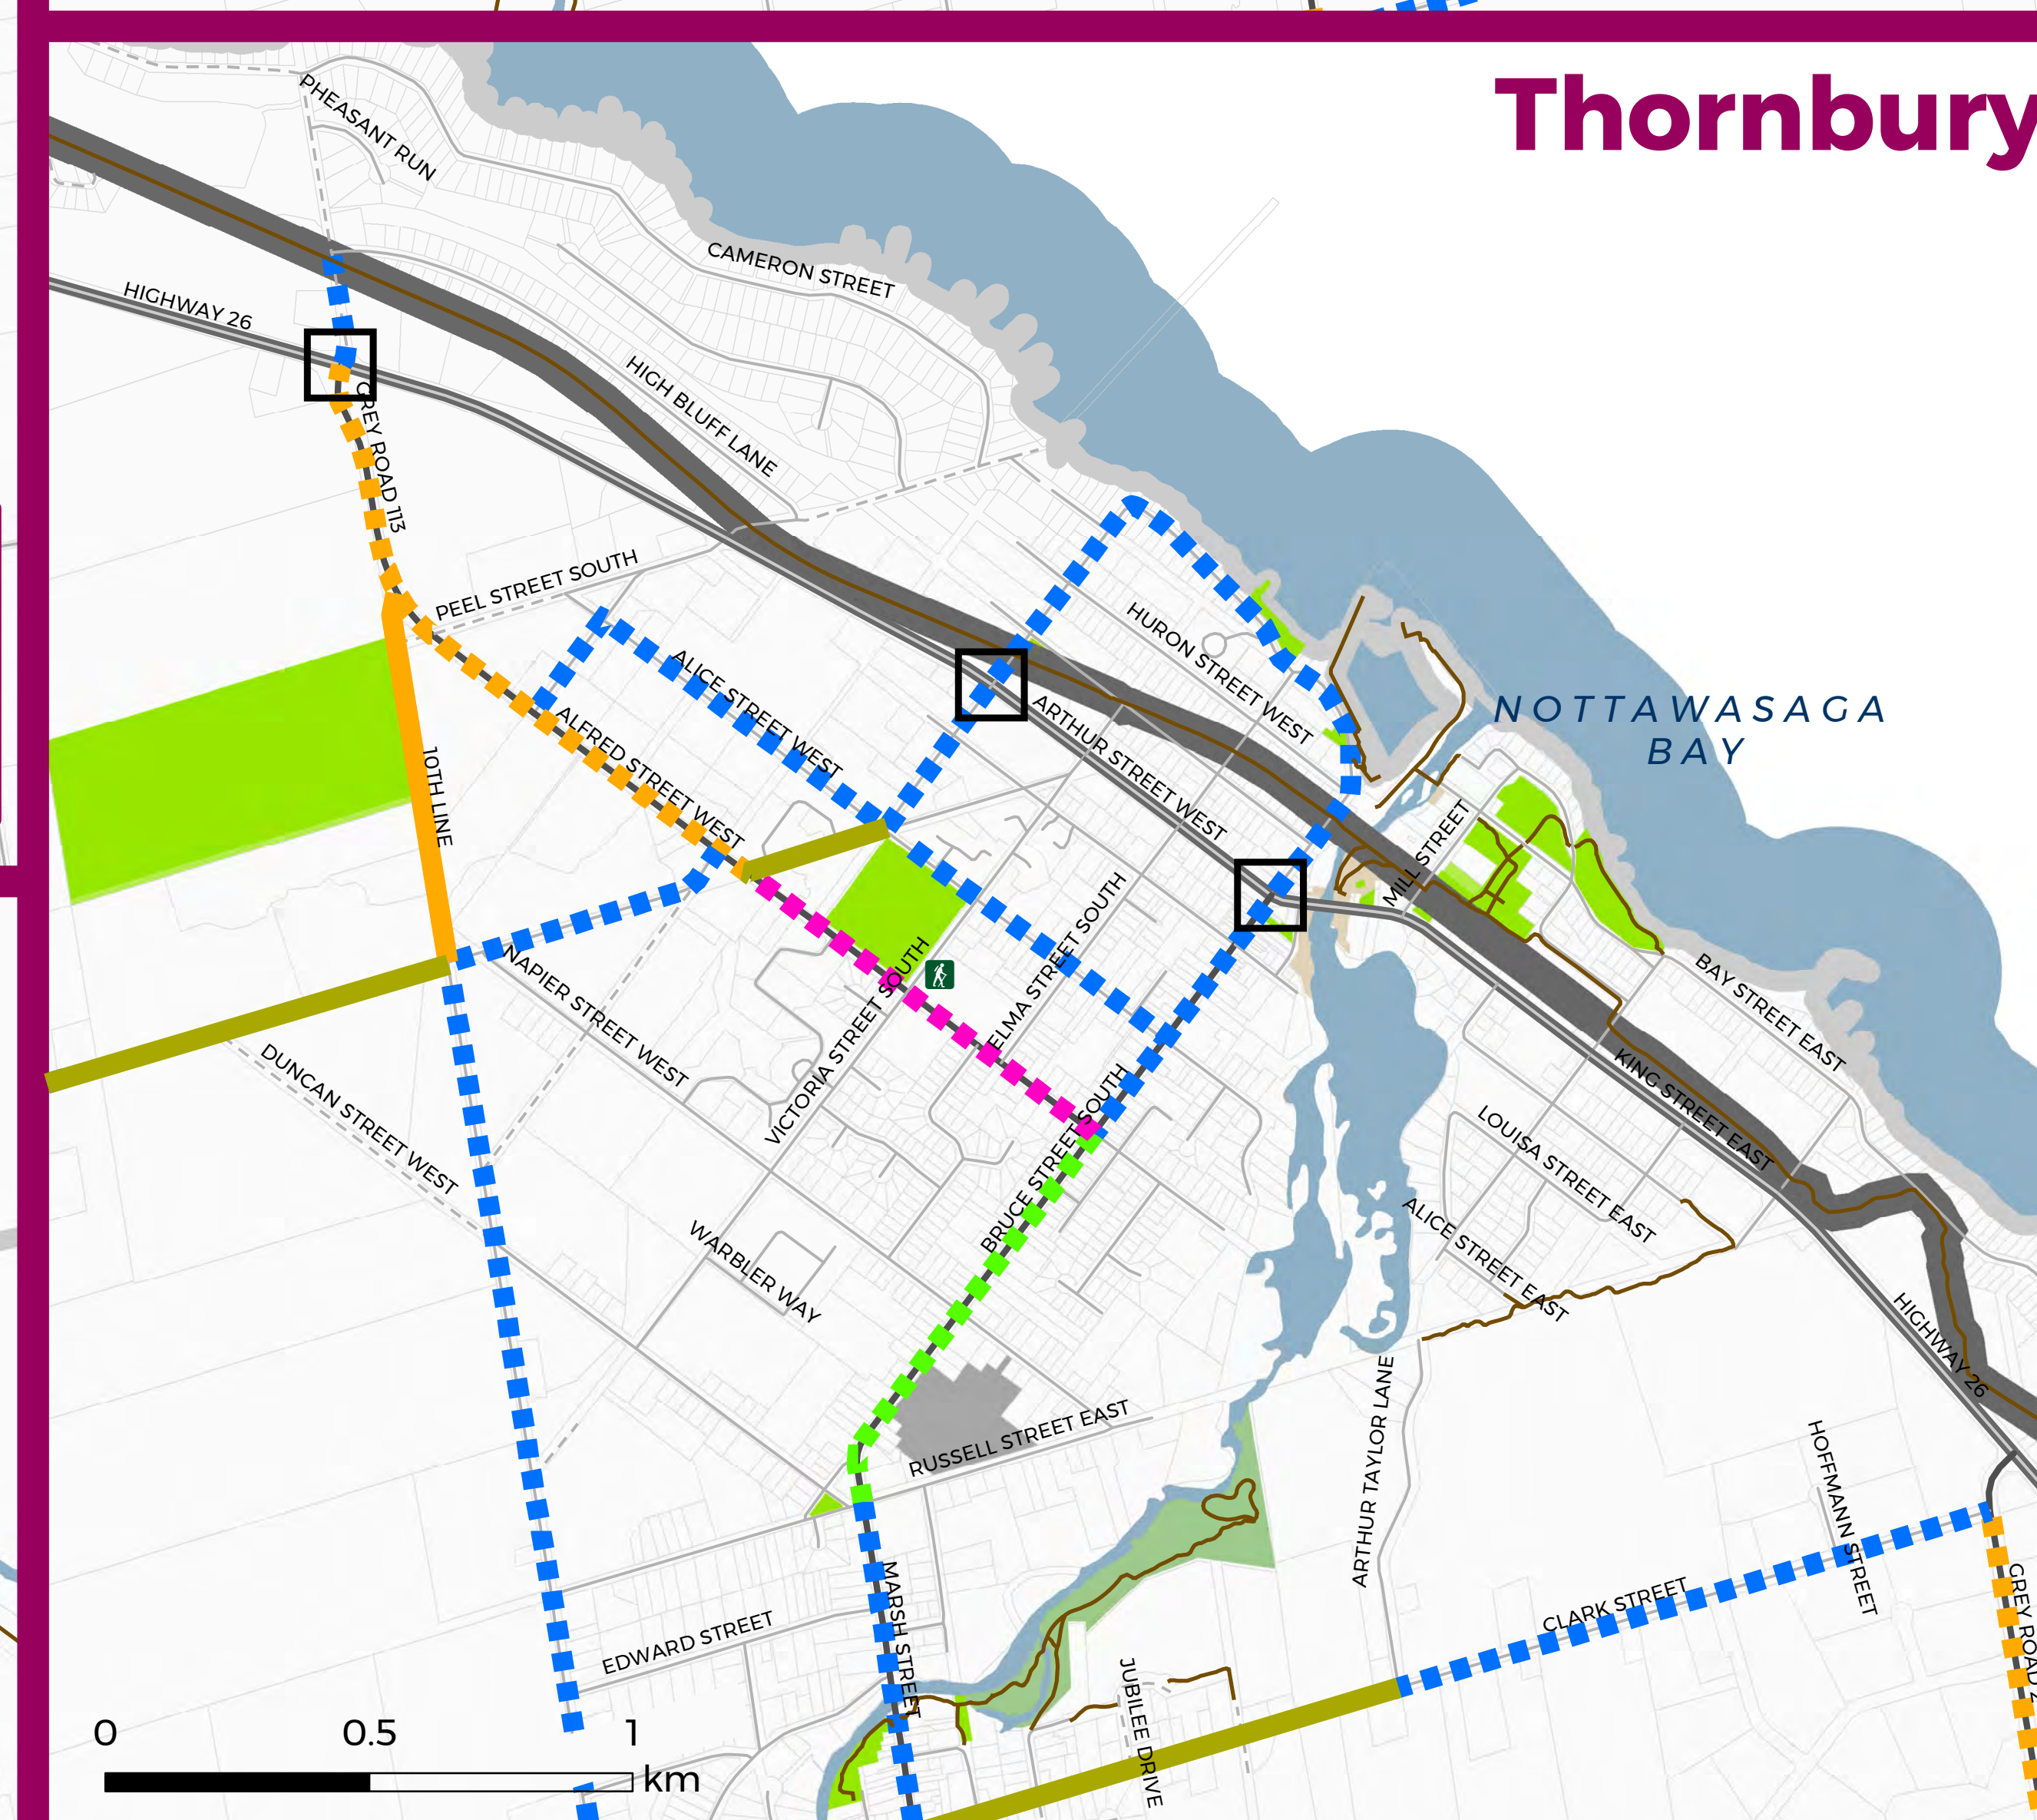 Thornbury
PHEASANT RUN
CAMERON STREET
HIGHWAY 26
HIGH BLUFF LANE
GREY ROAD 113
PEEL STREET SOUTH
HURON STREET WEST
ALICE STREET WEST
ARTHUR STREET WEST
NOTTAWASAGA
BAY
ALFRED STREET WEST
10TH LINE
MILL STREET
ELMA STREET SOUTH
VICTORIA STREET SOUTH
NAPIER STREET WEST
BAY STREET EAST
DUNCAN STREET WEST
KING STREET EAST
BRUCE STREET SOUTH
LOUISA STREET EAST
ALICE STREET EAST
WARBLER WAY
HIGHWAY 26
RUSSELL STREET EAST
ARTHUR TAYLOR LANE
HOFFMANN STREET
CLARK STREET
GREY ROAD 2
MARSH STREET
EDWARD STREET
JUBILEE DRIVE
0 0.5 1
km